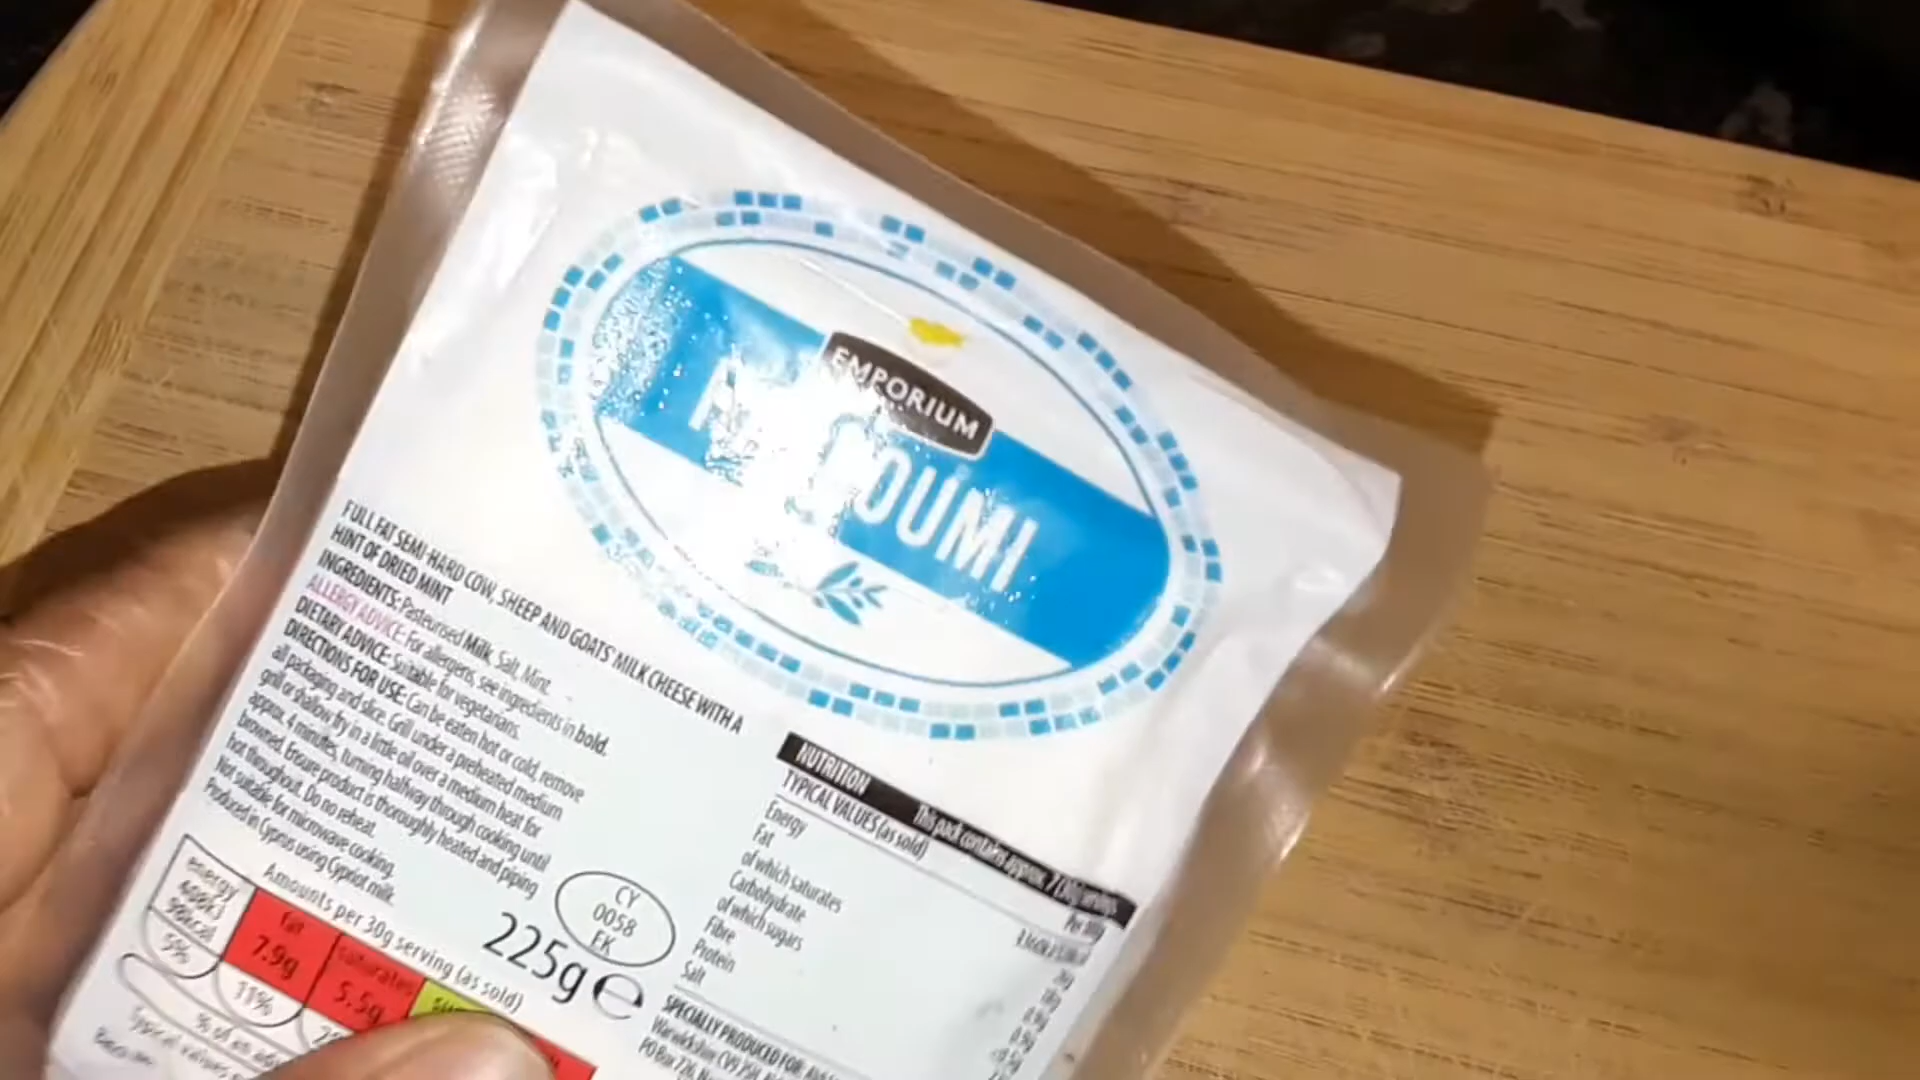 EMPORIUM
OUMI
FULL FAT SEMI-HARD COW, SHEEP AND GOATS' MILK CHEESE WITH A
HINT OF DRIED MINT
INGREDIENTS: Pasteurised Milk, Salt, Mint.
ALLERGY ADVICE: For allergens, see ingredients in bold.
DIETARY ADVICE: Suitable for vegetarians.
DIRECTIONS FOR USE: Can be eaten hot or cold, remove
all packaging and slice. Grill under a preheated medium
grill or shallow fry in a little oil over a medium heat for
approx. 4 minutes, turning halfway through cooking until
browned. Ensure product is thoroughly heated and piping
hot throughout. Do no reheat.
Not suitable for microwave cooking.
Produced in Cyprus using Cypriot milk.
CY
0058
EK
225g e
Amounts per 30g serving (as sold)
energy
5%
fat
7.9g
11%
saturates
5.5g
NUTRITION
This pack contains approx. 7 (30g) servings
TYPICAL VALUES (as sold)
Per 100g
Energy
Fat
of which saturates
Carbohydrate
of which sugars
Fibre
Protein
Salt
SPECIALLY PRODUCED FOR:
PO Box 726,